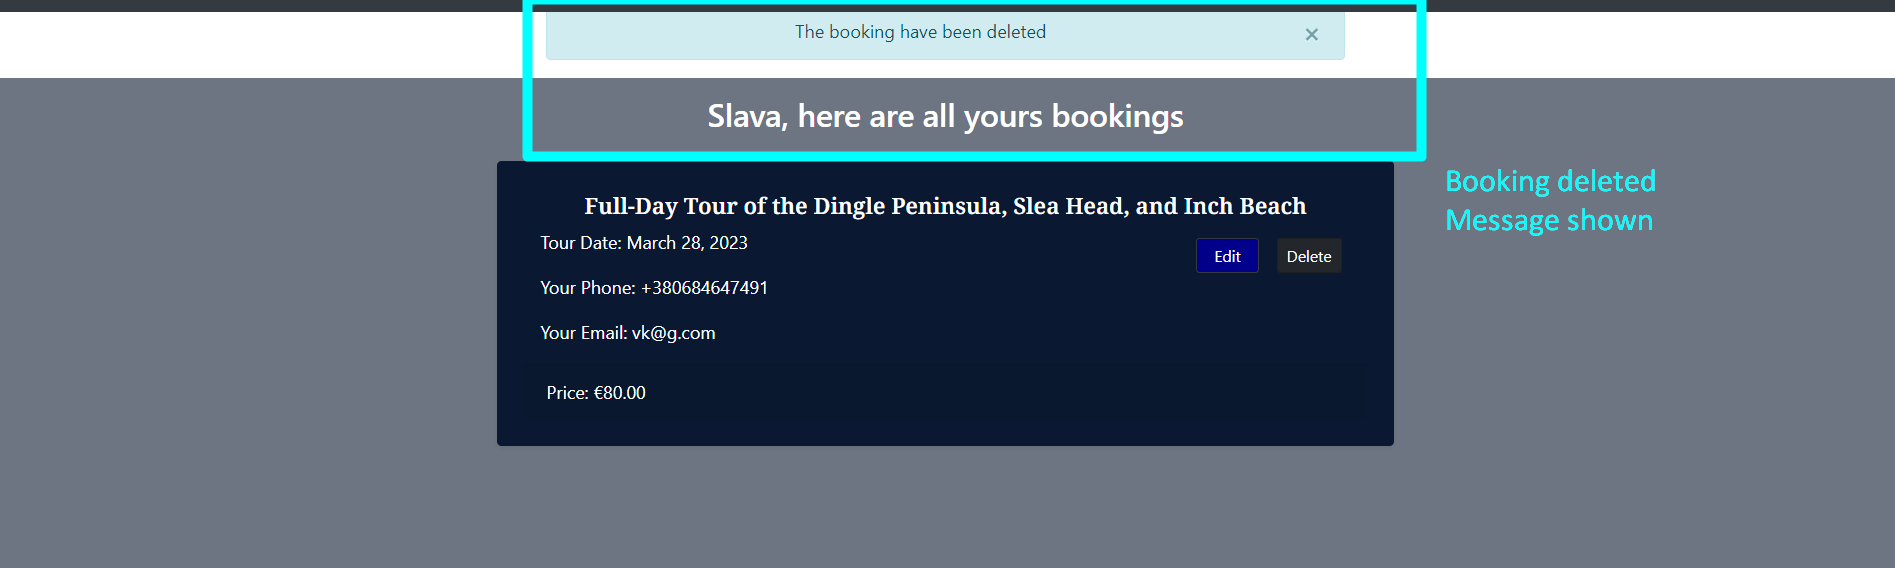 The booking have been deleted ×
Slava, here are all yours bookings
Full-Day Tour of the Dingle Peninsula, Slea Head, and Inch Beach
Tour Date: March 28, 2023
Edit Delete
Your Phone: +380684647491
Your Email: vk@g.com
Price: €80.00
Booking deleted
Message shown